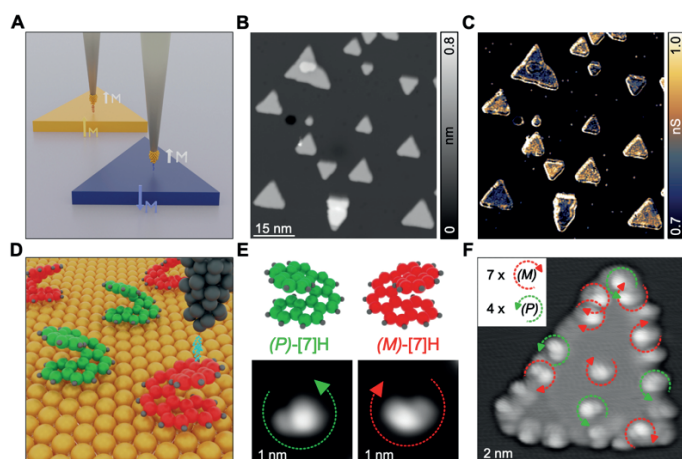 A
M
M
M
M
B
15 nm
0.8
nm
0
C
1.0
nS
0.7
D
E
(P)-[7]H
(M)-[7]H
1 nm
1 nm
F
7 x (M)
4 x (P)
2 nm